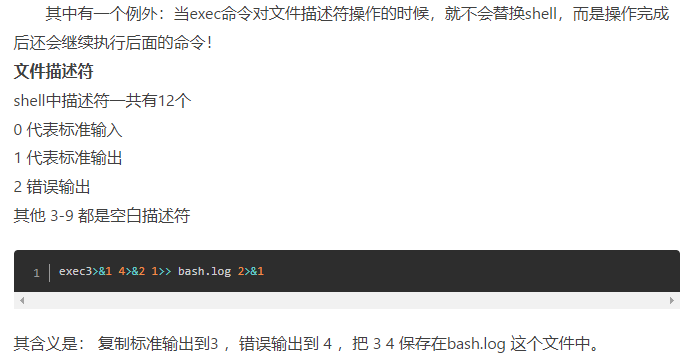 其中有一个例外：当exec命令对文件描述符操作的时候，就不会替换shell，而是操作完成
后还会继续执行后面的命令！
文件描述符
shell中描述符一共有12个
0 代表标准输入
1 代表标准输出
2 错误输出
其他 3-9 都是空白描述符
1 exec3>&1 4>&2 1>> bash.log 2>&1
其含义是： 复制标准输出到3 ，错误输出到 4 ，把 3 4 保存在bash.log 这个文件中。